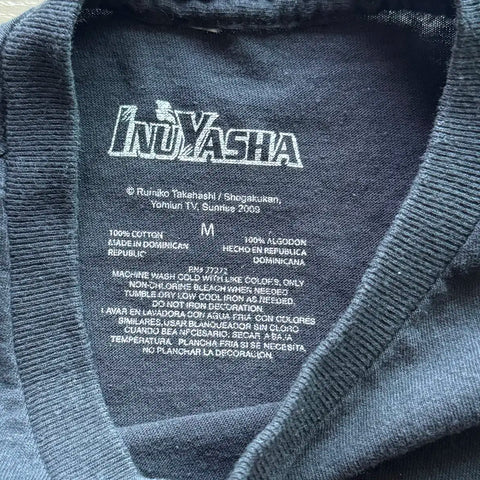 INUYASHA
© Rumiko Takahashi / Shogakukan,
Yomiuri TV, Sunrise 2009
M
100% COTTON
MADE IN DOMINICAN
REPUBLIC
100% ALGODON
HECHO EN REPUBLICA
DOMINICANA
RN# 77272
MACHINE WASH COLD WITH LIKE COLORS, ONLY
NON-CHLORINE BLEACH WHEN NEEDED
TUMBLE DRY LOW COOL IRON AS NEEDED.
DO NOT IRON DECORATION.
LAVAR EN LAVADORA CON AGUA FRIA CON COLORES
SIMILARES, USAR BLANQUEADOR SIN CLORO
CUANDO SEA NECESARIO, SECAR A BAJA
TEMPERATURA. PLANCHA FRIA SI SE NECESITA,
NO PLANCHAR LA DECORACION.